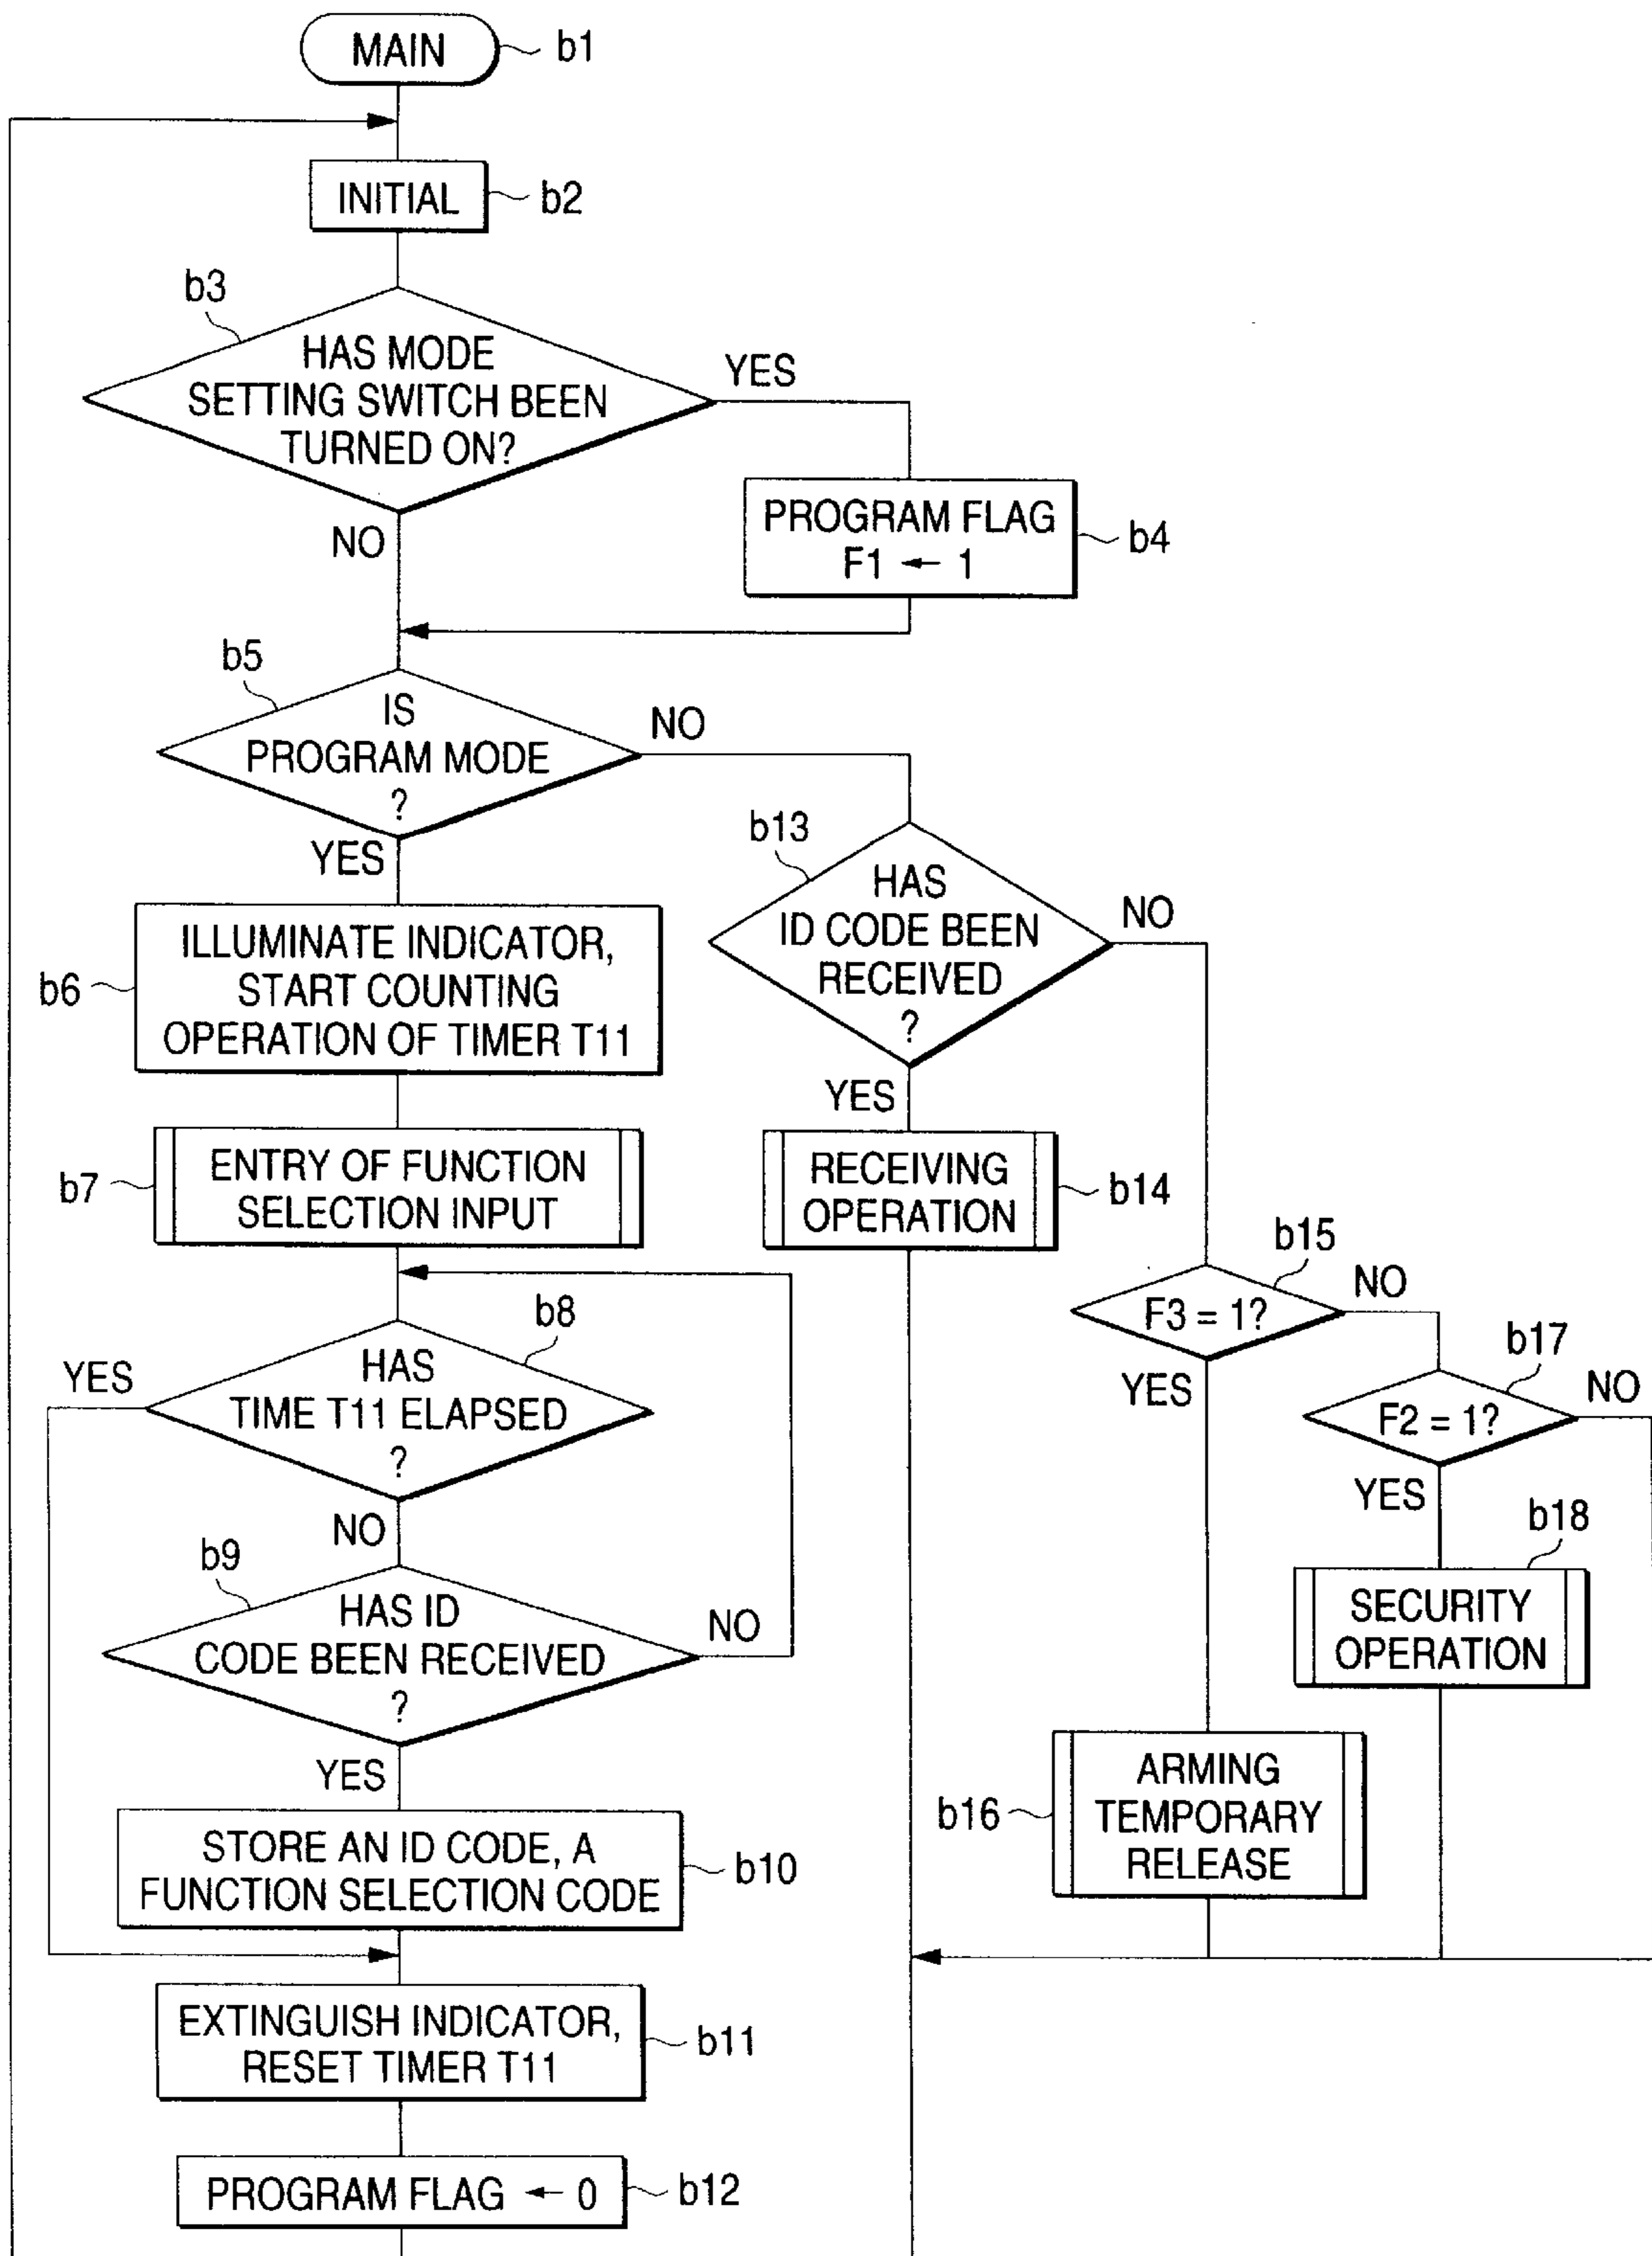 MAIN
b1
INITIAL
b2
b3
HAS MODE
SETTING SWITCH BEEN
TURNED ON?
YES
NO
PROGRAM FLAG
F1 ← 1
b4
b5
IS
PROGRAM MODE
?
NO
YES
b6
ILLUMINATE INDICATOR,
START COUNTING
OPERATION OF TIMER T11
b7
ENTRY OF FUNCTION
SELECTION INPUT
b8
HAS
TIME T11 ELAPSED
?
YES
NO
b9
HAS ID
CODE BEEN RECEIVED
?
NO
YES
STORE AN ID CODE, A
FUNCTION SELECTION CODE
b10
EXTINGUISH INDICATOR,
RESET TIMER T11
b11
PROGRAM FLAG ← 0
b12
b13
HAS
ID CODE BEEN
RECEIVED
?
NO
YES
RECEIVING
OPERATION
b14
b15
F3 = 1?
NO
YES
b16
ARMING
TEMPORARY
RELEASE
b17
F2 = 1?
NO
YES
b18
SECURITY
OPERATION